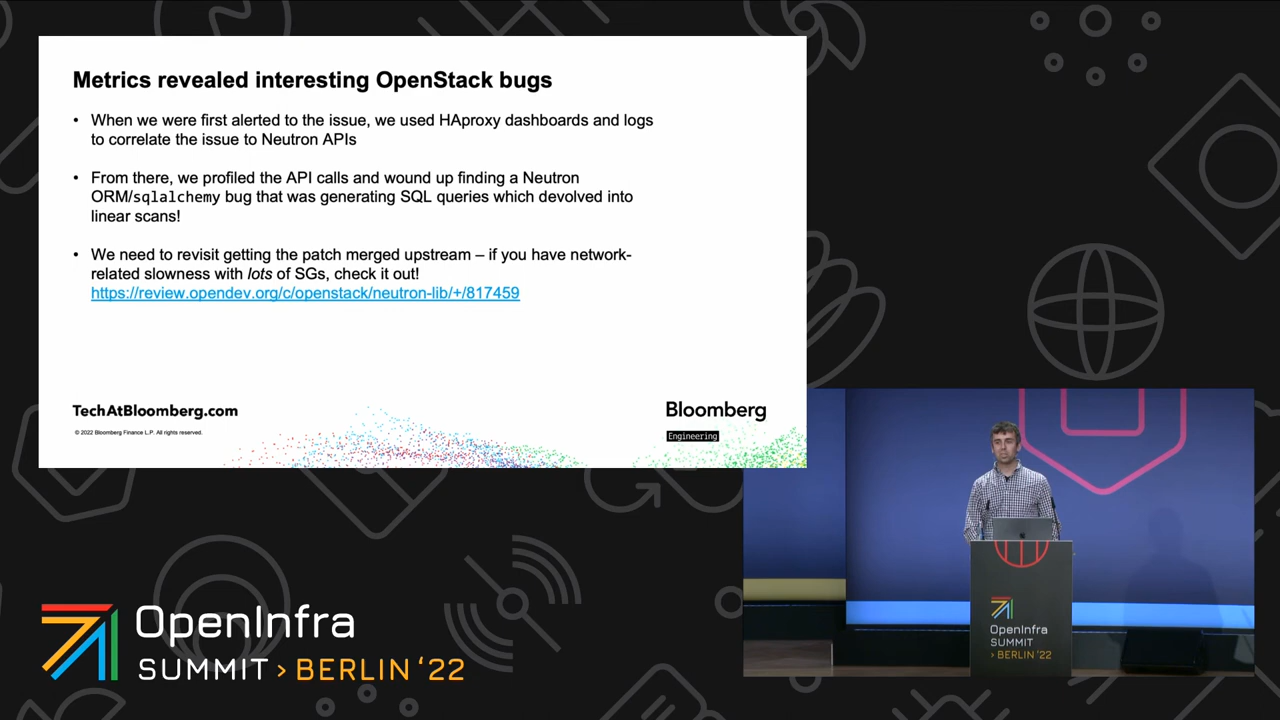 Metrics revealed interesting OpenStack bugs
• When we were first alerted to the issue, we used HAproxy dashboards and logs
to correlate the issue to Neutron APIs
• From there, we profiled the API calls and wound up finding a Neutron
ORM/sqlalchemy bug that was generating SQL queries which devolved into
linear scans!
• We need to revisit getting the patch merged upstream – if you have network-
related slowness with lots of SGs, check it out!
https://review.opendev.org/c/openstack/neutron-lib/+/817459
TechAtBloomberg.com
© 2022 Bloomberg Finance L.P. All rights reserved.
Bloomberg
Engineering
OpenInfra
SUMMIT › BERLIN ‘22
OpenInfra
SUMMIT
› BERLIN ‘22